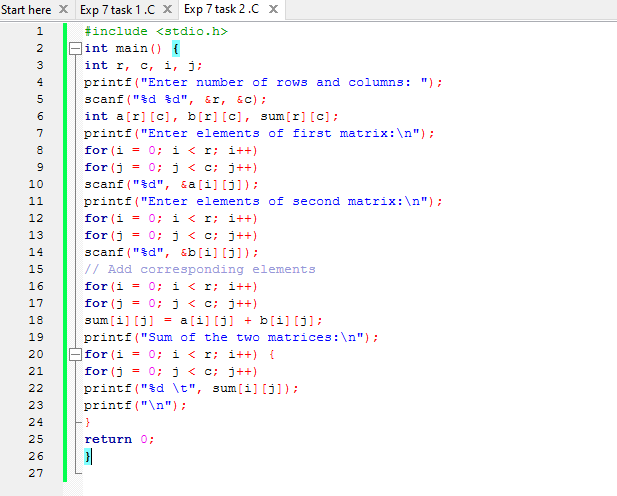 Start here X Exp 7 task 1 .C X Exp 7 task 2 .C X
1 #include <stdio.h>
2 int main() {
3 int r, c, i, j;
4 printf("Enter number of rows and columns: ");
5 scanf("%d %d", &r, &c);
6 int a[r][c], b[r][c], sum[r][c];
7 printf("Enter elements of first matrix:\n");
8 for(i = 0; i < r; i++)
9 for(j = 0; j < c; j++)
10 scanf("%d", &a[i][j]);
11 printf("Enter elements of second matrix:\n");
12 for(i = 0; i < r; i++)
13 for(j = 0; j < c; j++)
14 scanf("%d", &b[i][j]);
15 // Add corresponding elements
16 for(i = 0; i < r; i++)
17 for(j = 0; j < c; j++)
18 sum[i][j] = a[i][j] + b[i][j];
19 printf("Sum of the two matrices:\n");
20 for(i = 0; i < r; i++) {
21 for(j = 0; j < c; j++)
22 printf("%d \t", sum[i][j]);
23 printf("\n");
24 }
25 return 0;
26 }
27